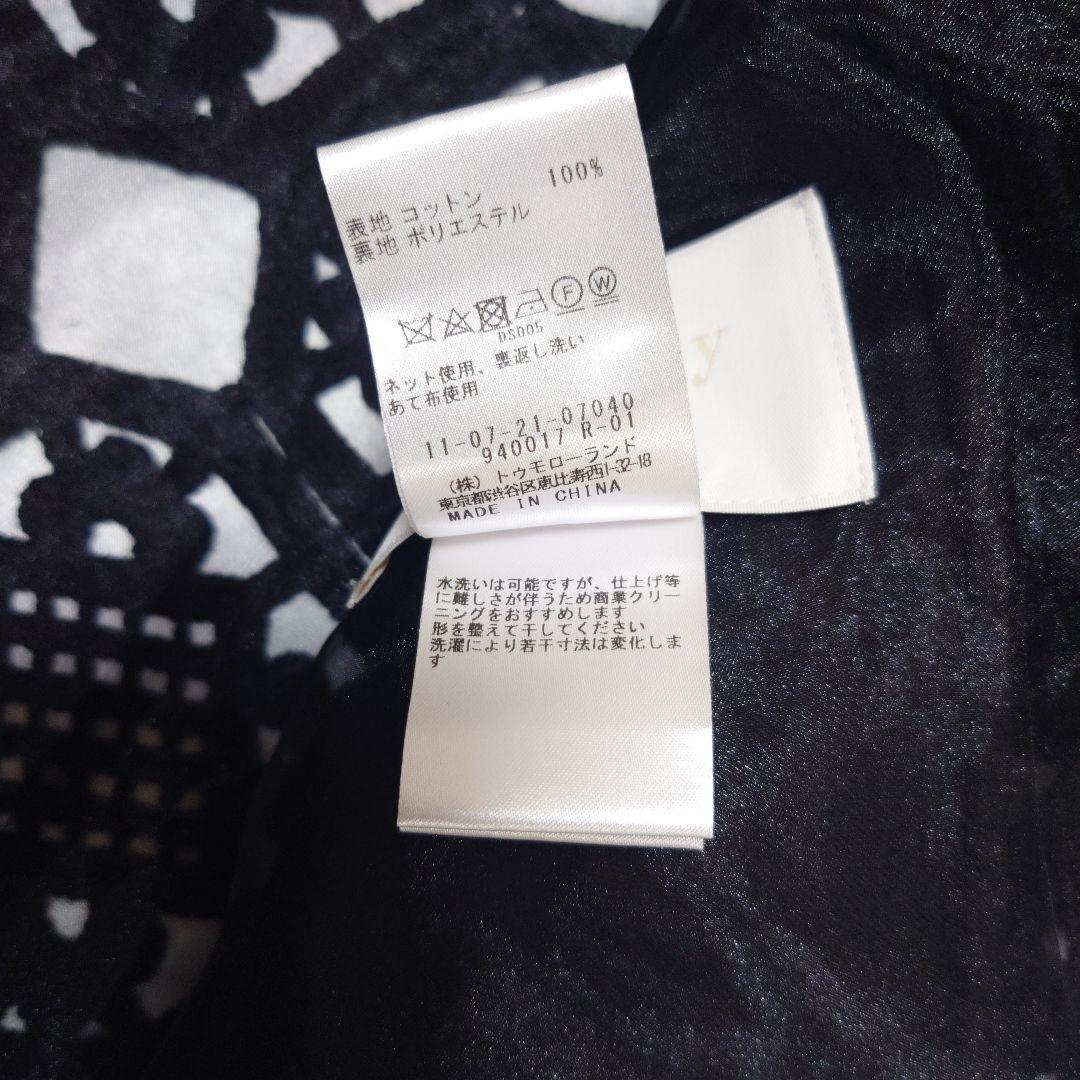 表地 コットン 100%
裏地 ポリエステル
F W
DS005
ネット使用、裏返し洗い
あて布使用
11-07-21-07040
940017 R-01
(株) トゥモローランド
東京都渋谷区恵比寿西1-32-18
MADE IN CHINA
y
水洗いは可能ですが、仕上げ等
に難しさが伴うため商業クリー
ニングをおすすめします
形を整えて干してください
洗濯により若干寸法は変化しま
す